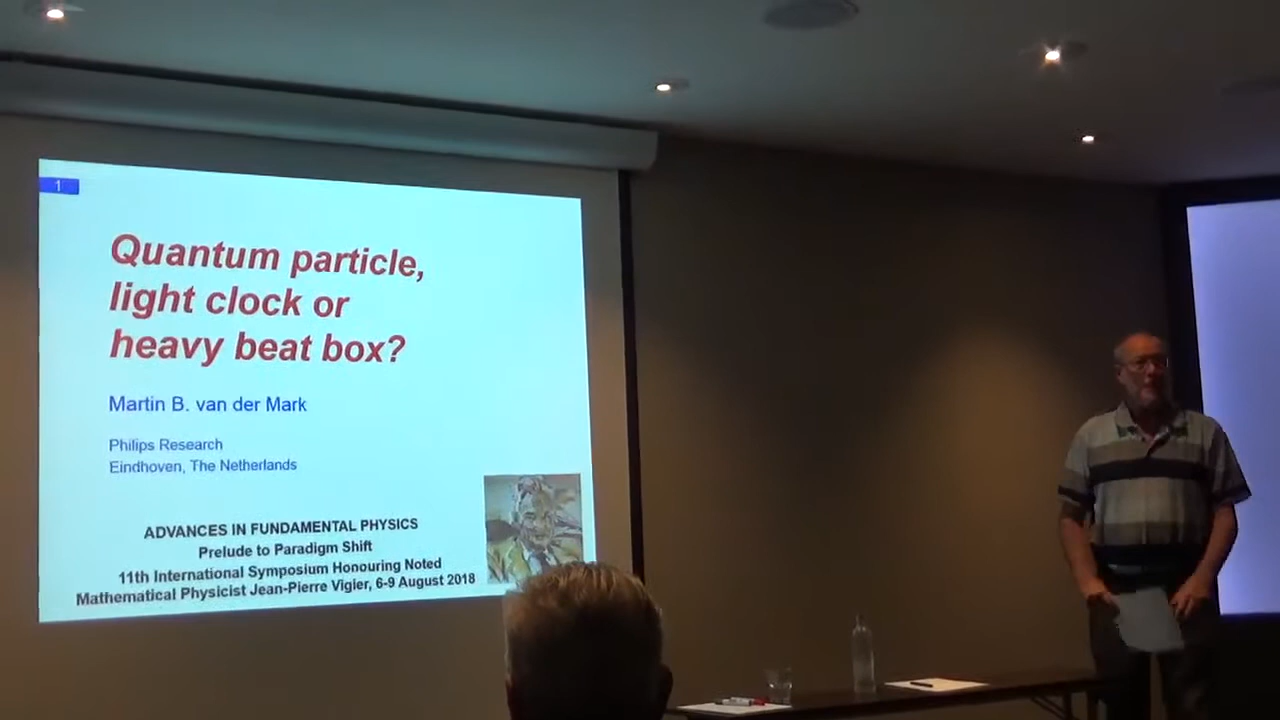 1
Quantum particle,
light clock or
heavy beat box?
Martin B. van der Mark
Philips Research
Eindhoven, The Netherlands
ADVANCES IN FUNDAMENTAL PHYSICS
Prelude to Paradigm Shift
11th International Symposium Honouring Noted
Mathematical Physicist Jean-Pierre Vigier, 6-9 August 2018